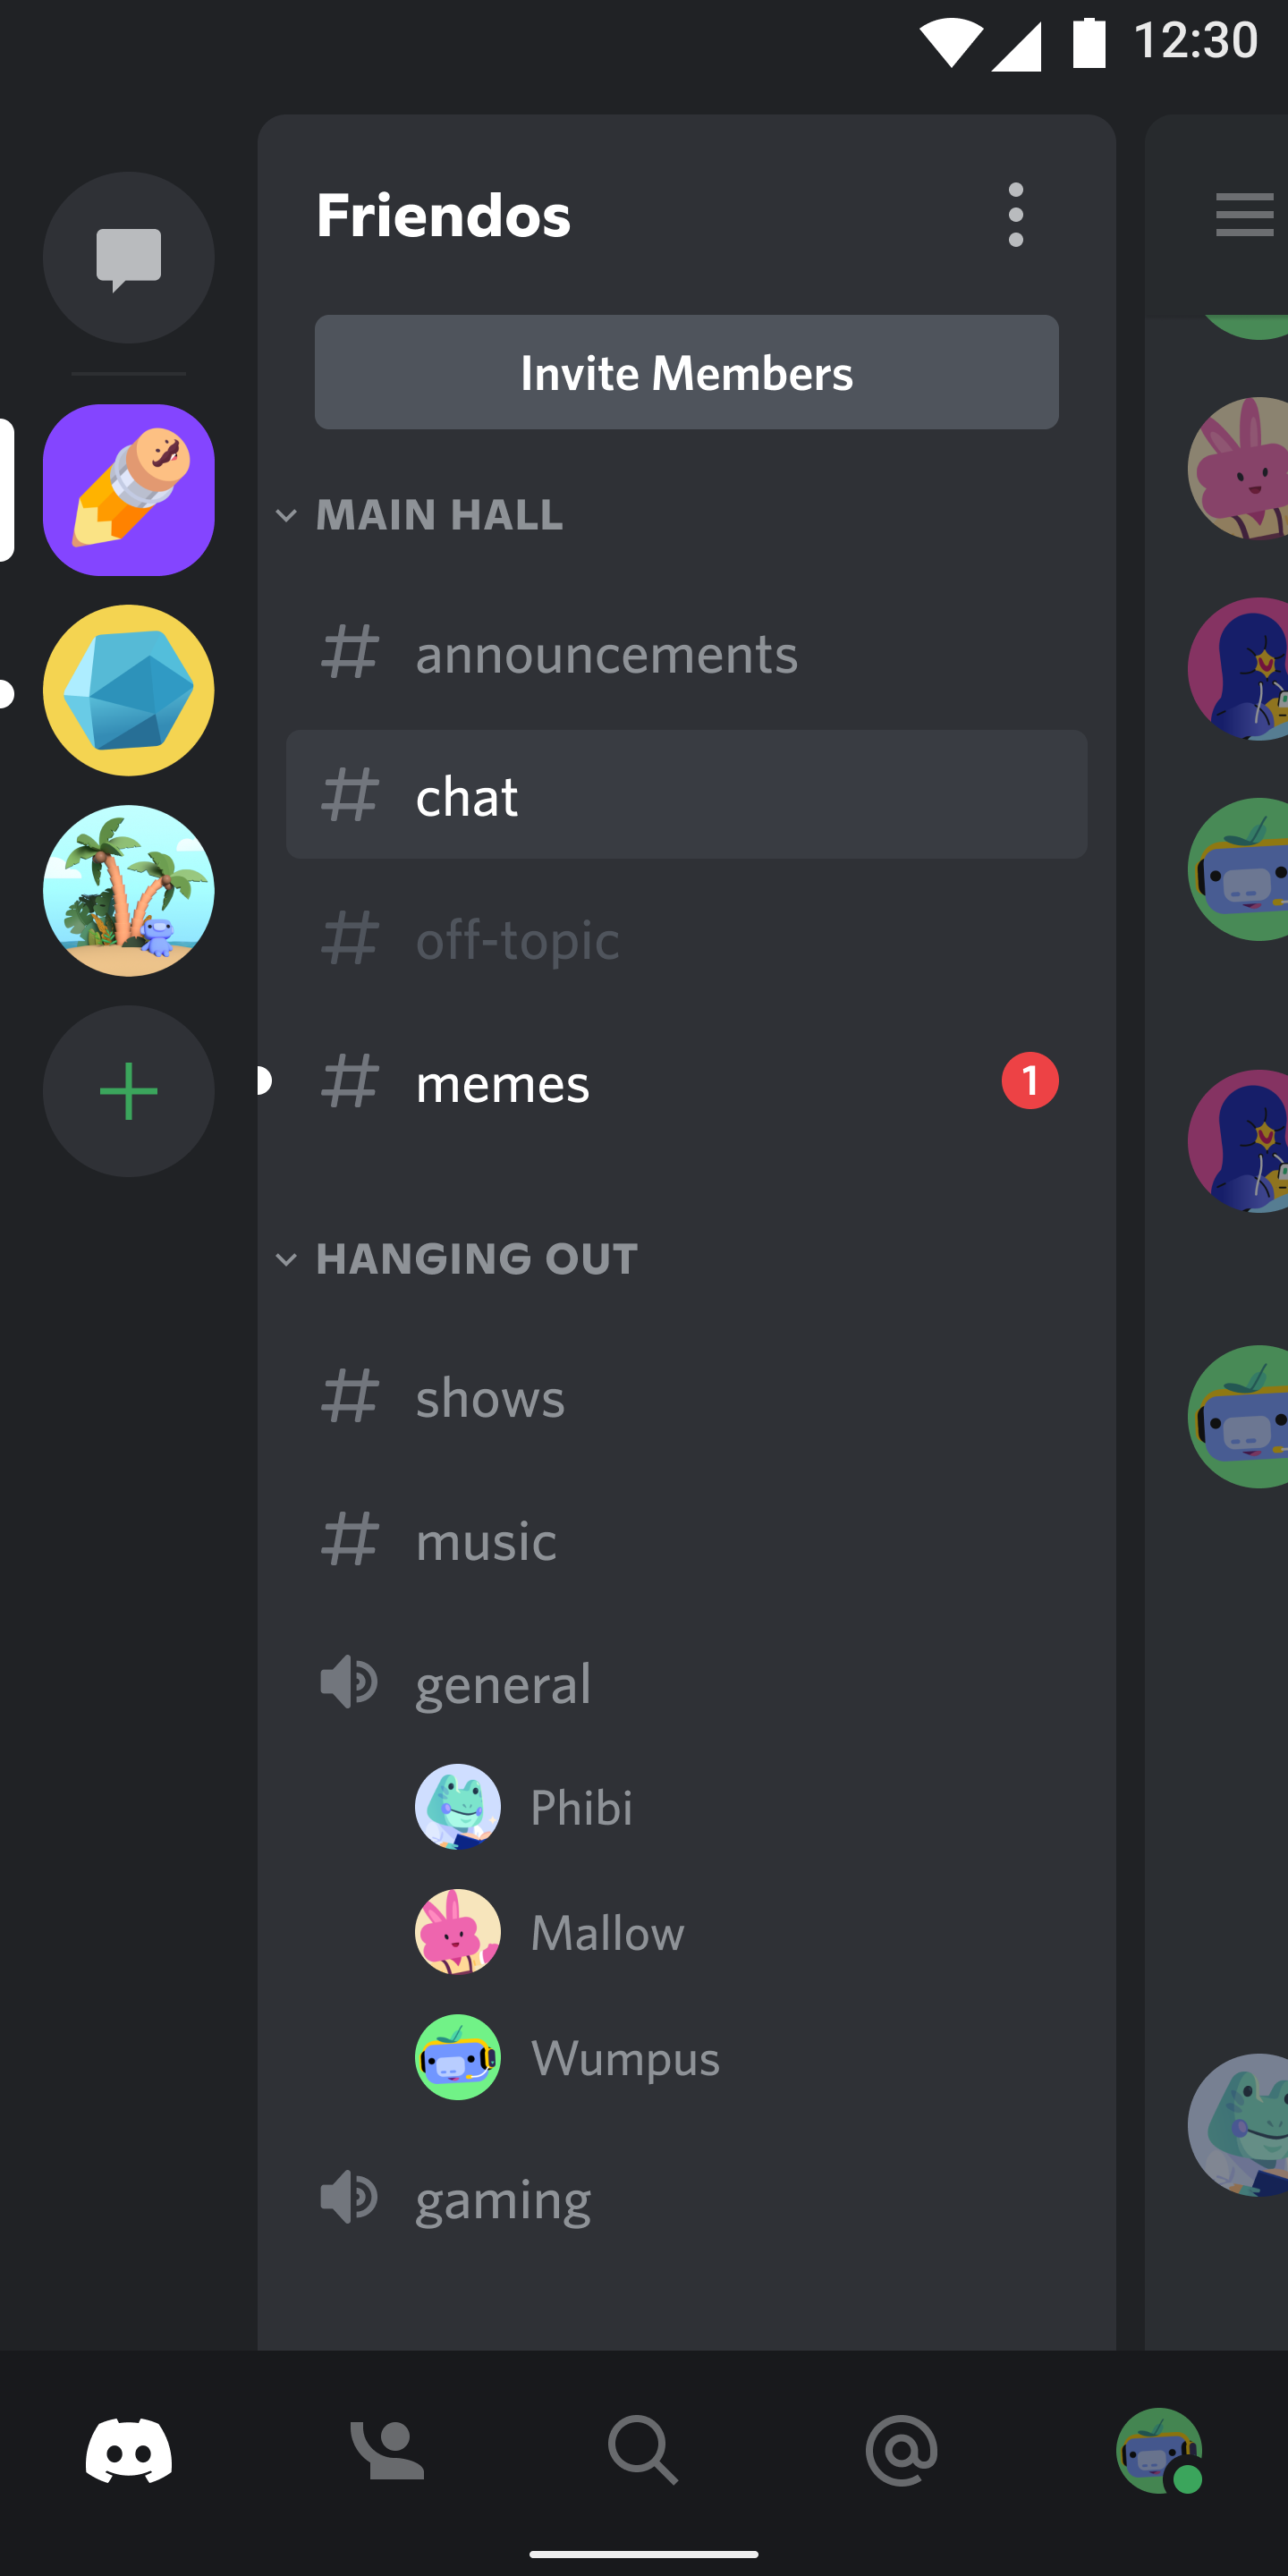 12:30
Friendos
Invite Members
MAIN HALL
announcements
chat
off-topic
memes
1
HANGING OUT
shows
music
general
Phibi
Mallow
Wumpus
gaming